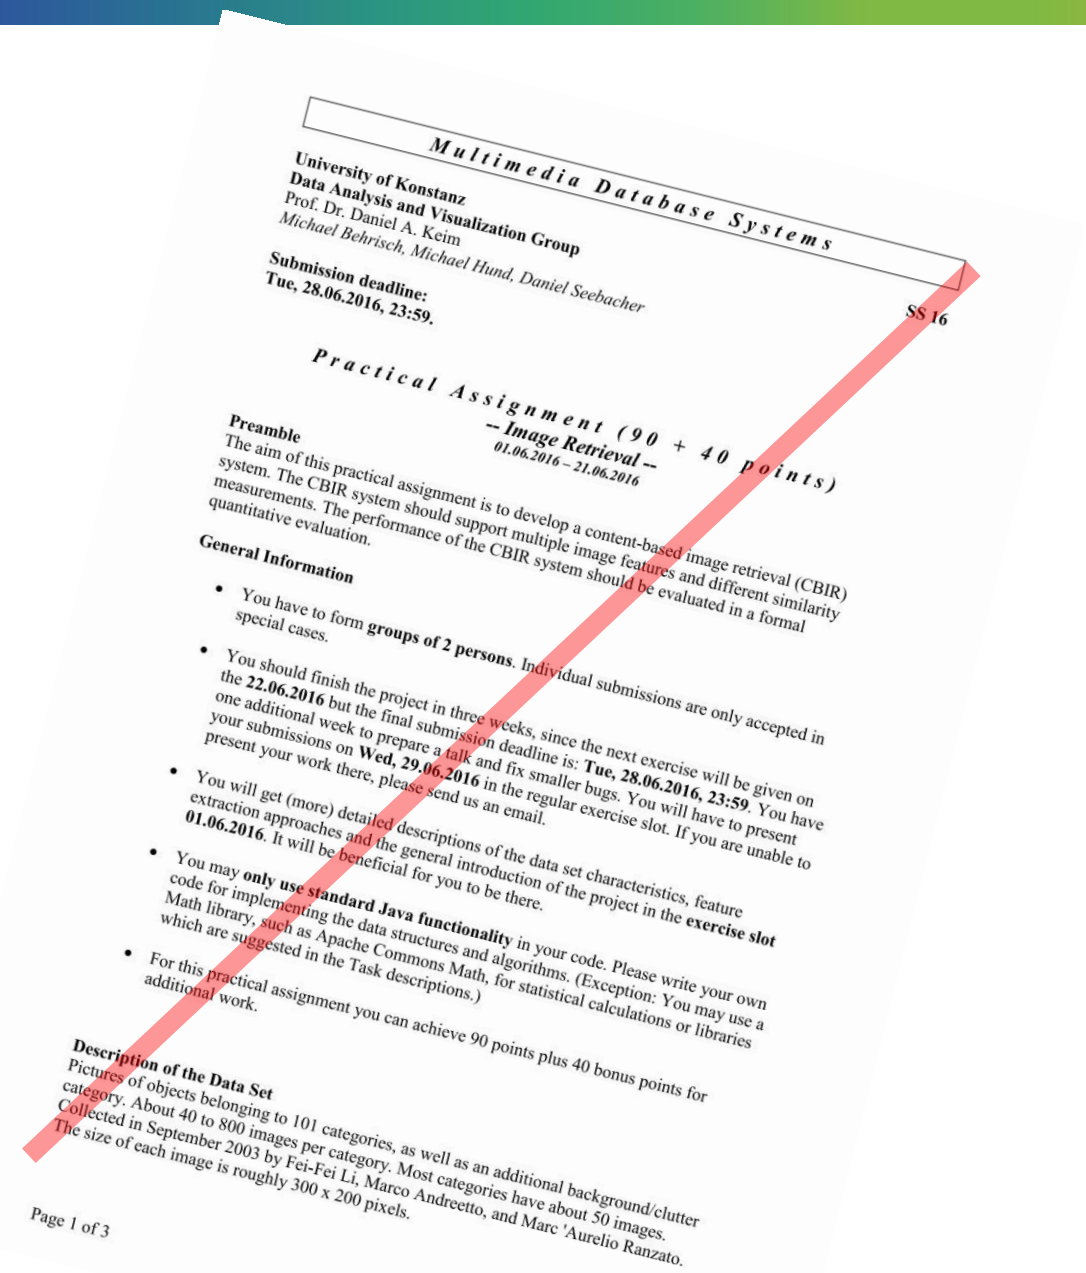 Multimedia Database Systems
University of Konstanz
Data Analysis and Visualization Group
Prof. Dr. Daniel A. Keim
Michael Behrisch, Michael Hund, Daniel Seebacher
SS 16
Submission deadline:
Tue, 28.06.2016, 23:59.
Practical Assignment (90 + 40 points)
-- Image Retrieval --
01.06.2016 – 21.06.2016
Preamble
The aim of this practical assignment is to develop a content-based image retrieval (CBIR)
system. The CBIR system should support multiple image features and different similarity
measurements. The performance of the CBIR system should be evaluated in a formal
quantitative evaluation.
General Information
• You have to form groups of 2 persons. Individual submissions are only accepted in
special cases.
• You should finish the project in three weeks, since the next exercise will be given on
the 22.06.2016 but the final submission deadline is: Tue, 28.06.2016, 23:59. You have
one additional week to prepare a talk and fix smaller bugs. You will have to present
your submissions on Wed, 29.06.2016 in the regular exercise slot. If you are unable to
present your work there, please send us an email.
• You will get (more) detailed descriptions of the data set characteristics, feature
extraction approaches and the general introduction of the project in the exercise slot
01.06.2016. It will be beneficial for you to be there.
• You may only use standard Java functionality in your code. Please write your own
code for implementing the data structures and algorithms. (Exception: You may use a
Math library, such as Apache Commons Math, for statistical calculations or libraries
which are suggested in the Task descriptions.)
• For this practical assignment you can achieve 90 points plus 40 bonus points for
additional work.
Description of the Data Set
Pictures of objects belonging to 101 categories, as well as an additional background/clutter
category. About 40 to 800 images per category. Most categories have about 50 images.
Collected in September 2003 by Fei-Fei Li, Marco Andreetto, and Marc 'Aurelio Ranzato.
The size of each image is roughly 300 x 200 pixels.
Page 1 of 3